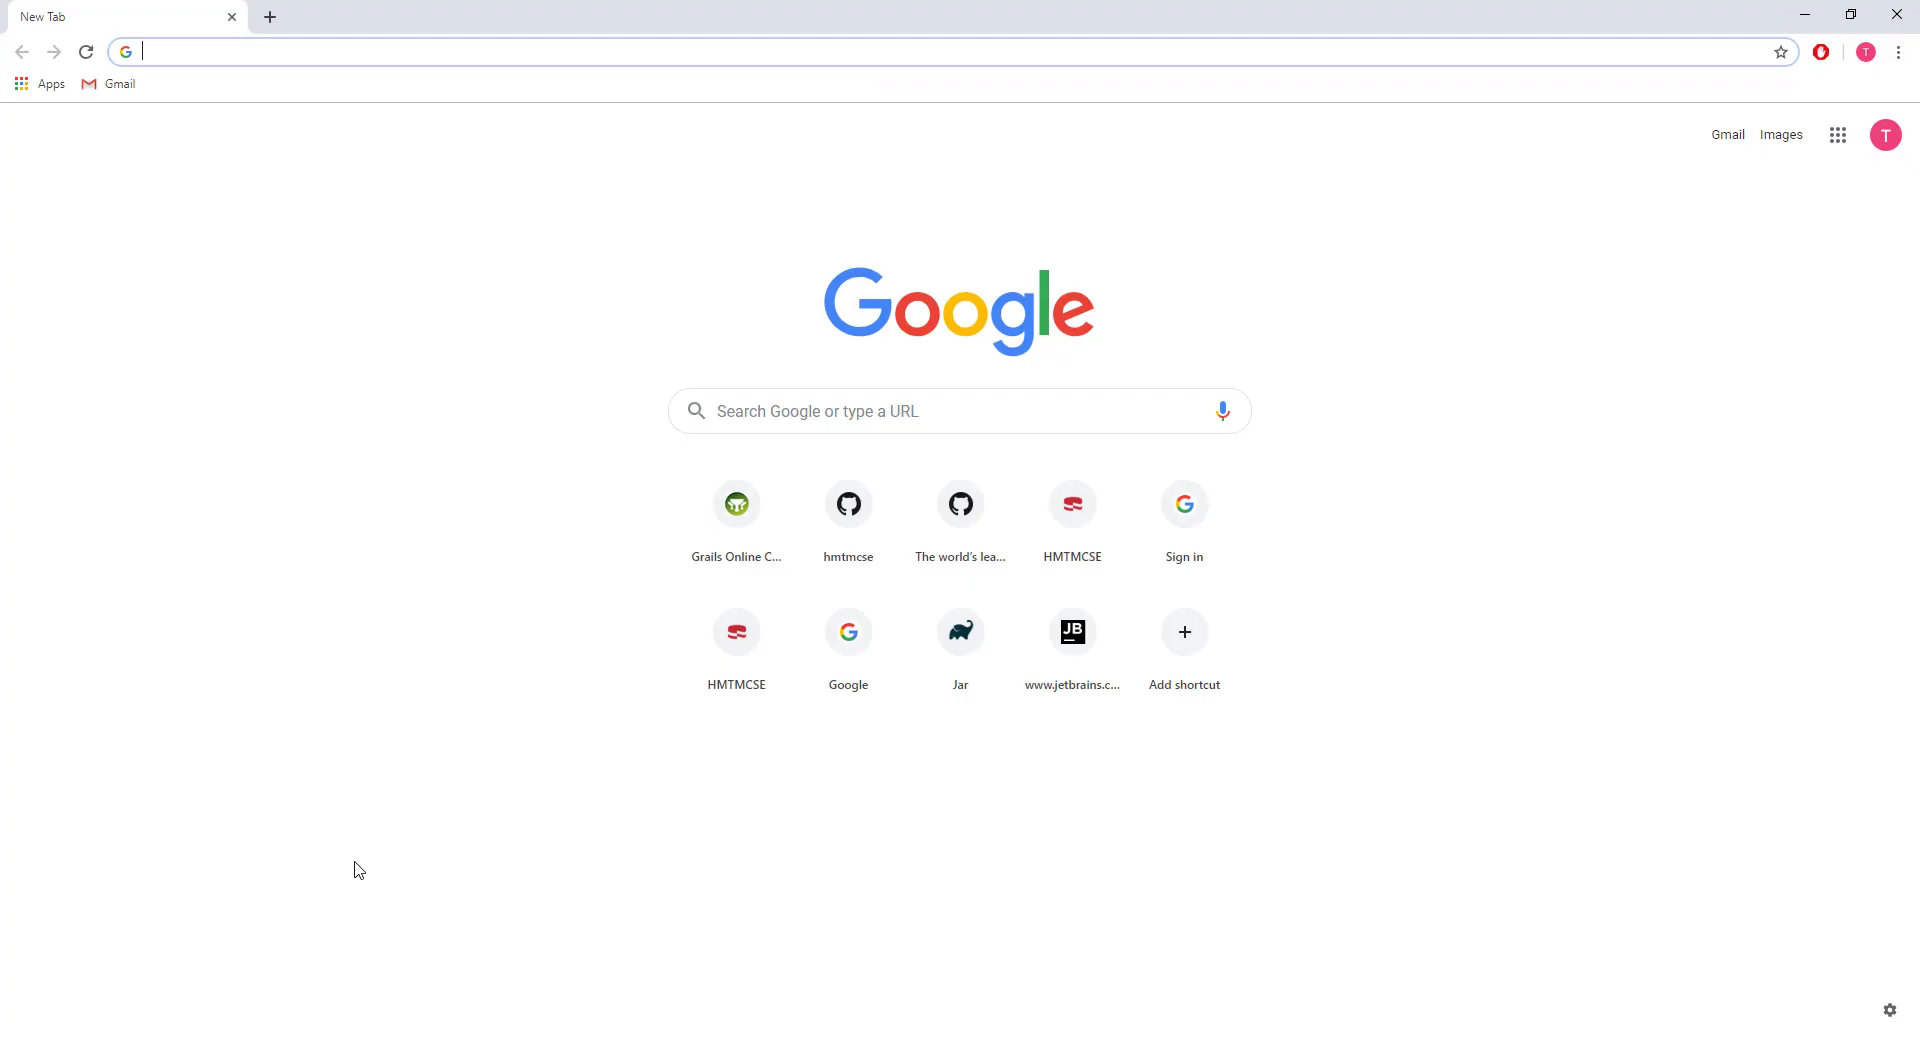 New Tab
Apps Gmail
Gmail Images
T
Google
Search Google or type a URL
Grails Online C... hmtmcse The world's lea... HMTMCSE Sign in
JB
HMTMCSE Google Jar www.jetbrains.c... Add shortcut